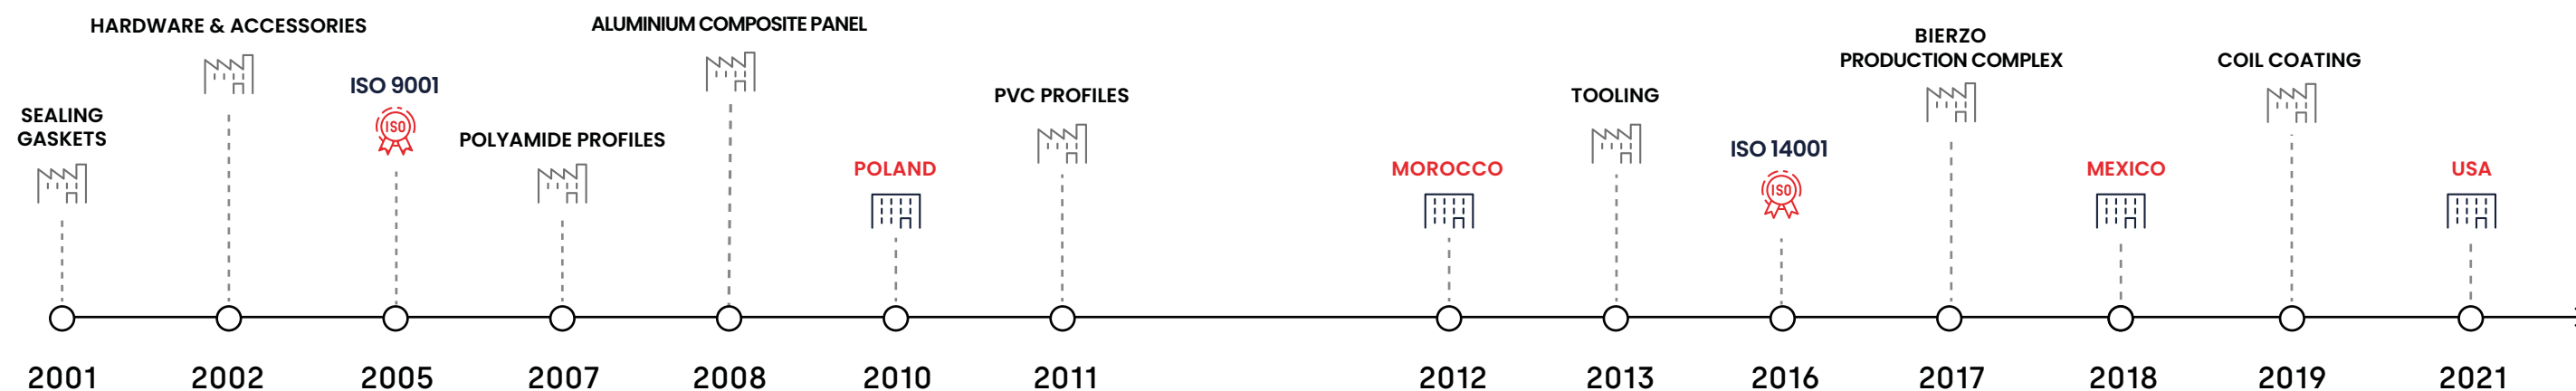 HARDWARE & ACCESSORIES
ALUMINIUM COMPOSITE PANEL
BIERZO
PRODUCTION COMPLEX
COIL COATING
ISO 9001
PVC PROFILES
TOOLING
SEALING
GASKETS
ISO
POLYAMIDE PROFILES
ISO 14001
POLAND
MOROCCO
MEXICO
USA
ISO
2001 2002 2005 2007 2008 2010 2011 2012 2013 2016 2017 2018 2019 2021